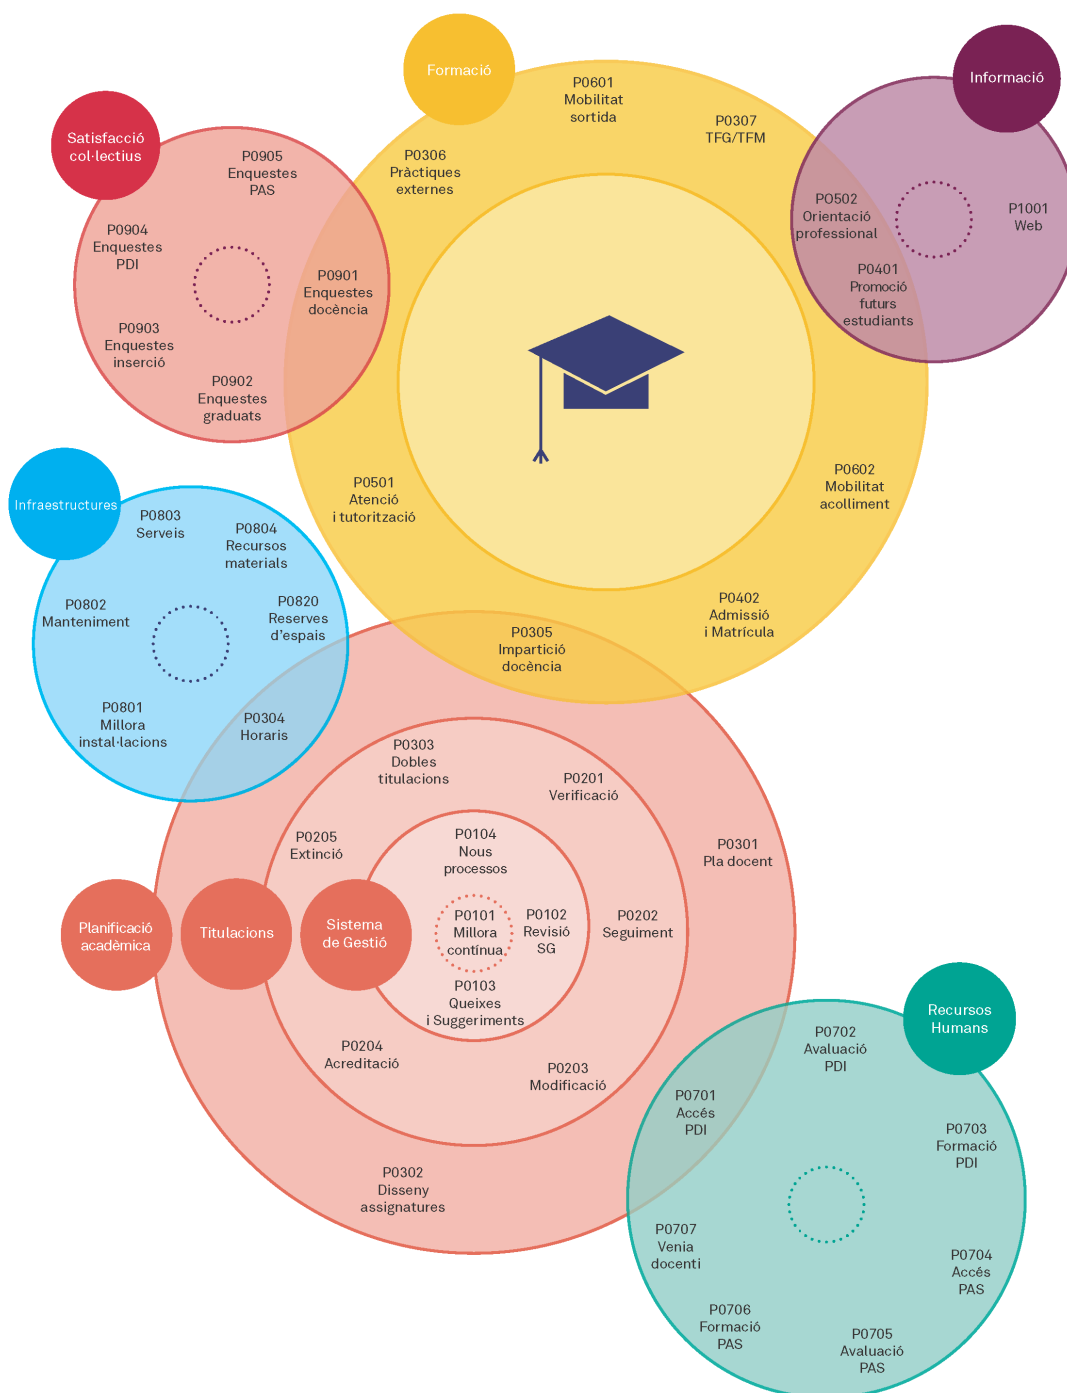 Formació
P0601
Mobilitat
sortida
P0307
TFG/TFM
P0306
Pràctiques
externes
Informació
PO502
Orientació
professional
P1001
Web
P0401
Promoció
futurs
estudiants
Satisfacció
col·lectius
P0905
Enquestes
PAS
P0904
Enquestes
PDI
P0901
Enquestes
docència
P0903
Enquestes
inserció
P0902
Enquestes
graduats
P0501
Atenció
i tutorització
P0602
Mobilitat
acolliment
P0402
Admissió
i Matrícula
P0305
Impartició
docència
Infraestructures
P0803
Serveis
P0804
Recursos
materials
P0802
Manteniment
P0820
Reserves
d'espais
P0801
Millora
instal·lacions
P0304
Horaris
P0303
Dobles
titulacions
P0201
Verificació
P0205
Extinció
P0104
Nous
processos
P0301
Pla docent
Planificació
acadèmica
Titulacions
Sistema
de Gestió
P0101
Millora
contínua
P0102
Revisió
SG
P0202
Seguiment
P0103
Queixes
i Suggeriments
P0204
Acreditació
P0203
Modificació
P0302
Disseny
assignatures
Recursos
Humans
P0702
Avaluació
PDI
P0701
Accés
PDI
P0703
Formació
PDI
P0707
Venia
docenti
P0704
Accés
PAS
P0706
Formació
PAS
P0705
Avaluació
PAS